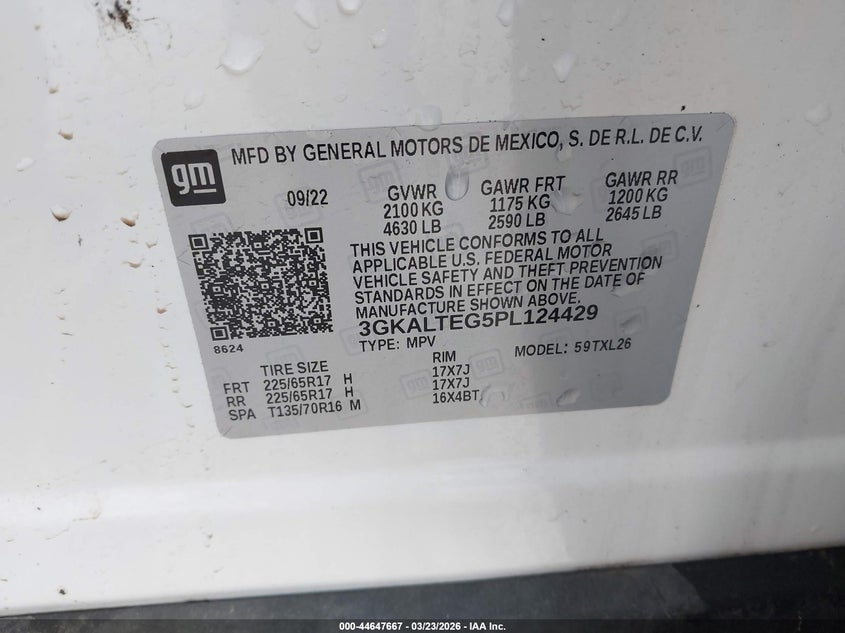 gm
MFD BY GENERAL MOTORS DE MEXICO, S. DE R.L. DE C.V.
09/22
GVWR GAWR FRT GAWR RR
2100 KG 1175 KG 1200 KG
4630 LB 2590 LB 2645 LB
THIS VEHICLE CONFORMS TO ALL
APPLICABLE U.S. FEDERAL MOTOR
VEHICLE SAFETY AND THEFT PREVENTION
STANDARDS IN EFFECT ON THE DATE OF
MANUFACTURE SHOWN ABOVE.
3GKALTEG5PL124429
8624
TYPE: MPV MODEL: 59TXL26
TIRE SIZE RIM
FRT 225/65R17 H 17X7J
RR 225/65R17 H 17X7J
SPA T135/70R16 M 16X4BT
000-44647667 - 03/23/2026 - IAA Inc.